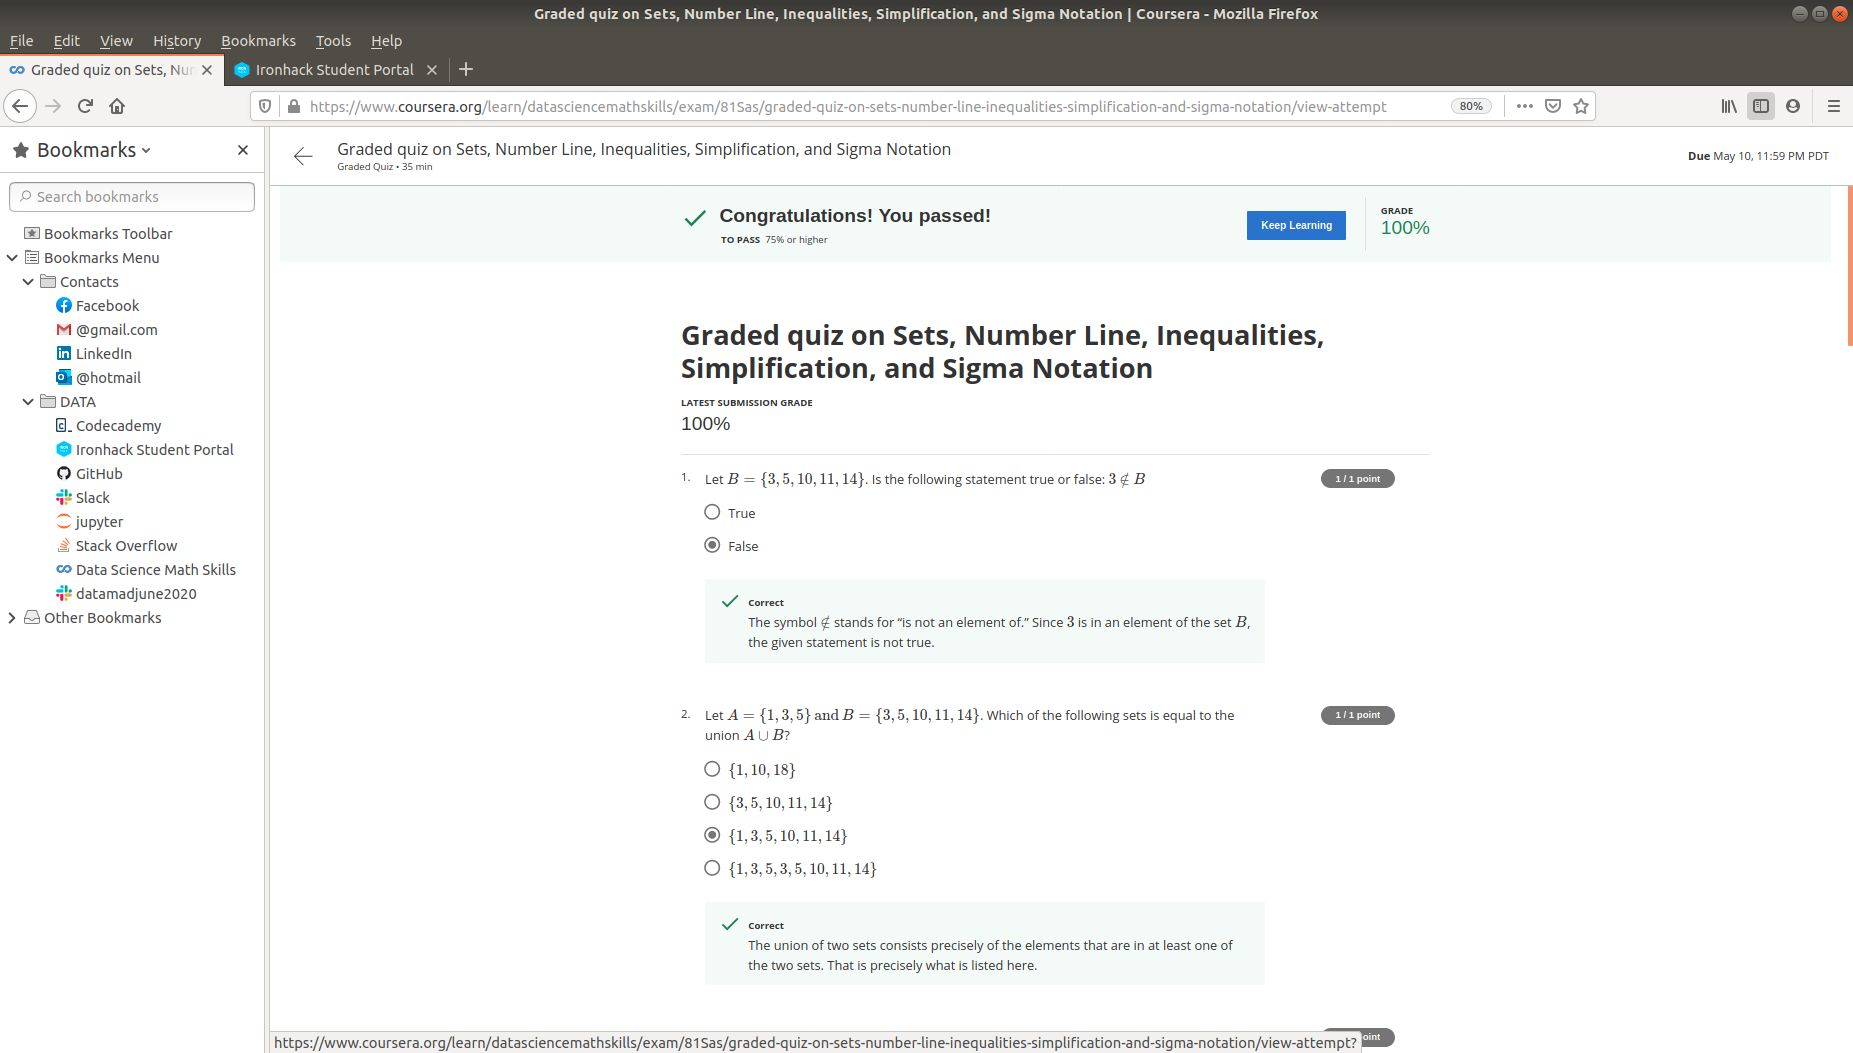 Graded quiz on Sets, Number Line, Inequalities, Simplification, and Sigma Notation | Coursera - Mozilla Firefox
File Edit View History Bookmarks Tools Help
Graded quiz on Sets, Nu
Ironhack Student Portal
https://www.coursera.org/learn/datasciencemathskills/exam/81Sas/graded-quiz-on-sets-number-line-inequalities-simplification-and-sigma-notation/view-attempt
80%
Bookmarks
Search bookmarks
Bookmarks Toolbar
Bookmarks Menu
Contacts
Facebook
@gmail.com
LinkedIn
@hotmail
DATA
Codecademy
Ironhack Student Portal
GitHub
Slack
jupyter
Stack Overflow
Data Science Math Skills
datamadjune2020
Other Bookmarks
Graded quiz on Sets, Number Line, Inequalities, Simplification, and Sigma Notation
Graded Quiz • 35 min
Due May 10, 11:59 PM PDT
Congratulations! You passed!
TO PASS 75% or higher
Keep Learning
GRADE
100%
Graded quiz on Sets, Number Line, Inequalities,
Simplification, and Sigma Notation
LATEST SUBMISSION GRADE
100%
1. Let B = {3, 5, 10, 11, 14}. Is the following statement true or false: 3 ∉ B
1 / 1 point
True
False
Correct
The symbol ∉ stands for “is not an element of.” Since 3 is in an element of the set B,
the given statement is not true.
2. Let A = {1, 3, 5} and B = {3, 5, 10, 11, 14}. Which of the following sets is equal to the
union A ∪ B?
1 / 1 point
{1, 10, 18}
{3, 5, 10, 11, 14}
{1, 3, 5, 10, 11, 14}
{1, 3, 5, 3, 5, 10, 11, 14}
Correct
The union of two sets consists precisely of the elements that are in at least one of
the two sets. That is precisely what is listed here.
oint
https://www.coursera.org/learn/datasciencemathskills/exam/81Sas/graded-quiz-on-sets-number-line-inequalities-simplification-and-sigma-notation/view-attempt?